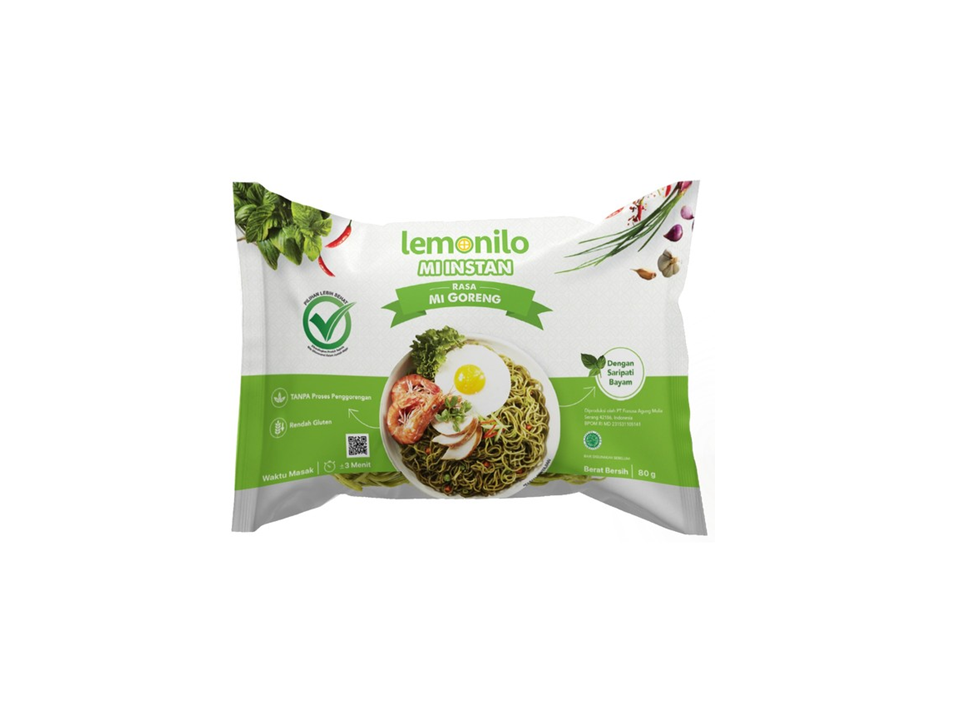 lemonilo
MI INSTAN
RASA
MI GORENG
PILIHAN LEBIH SEHAT
Dengan
Saripati
Bayam
TANPA Proses Penggorengan
Rendah Gluten
Waktu Masak
± 3 Menit
Berat Bersih
80 g